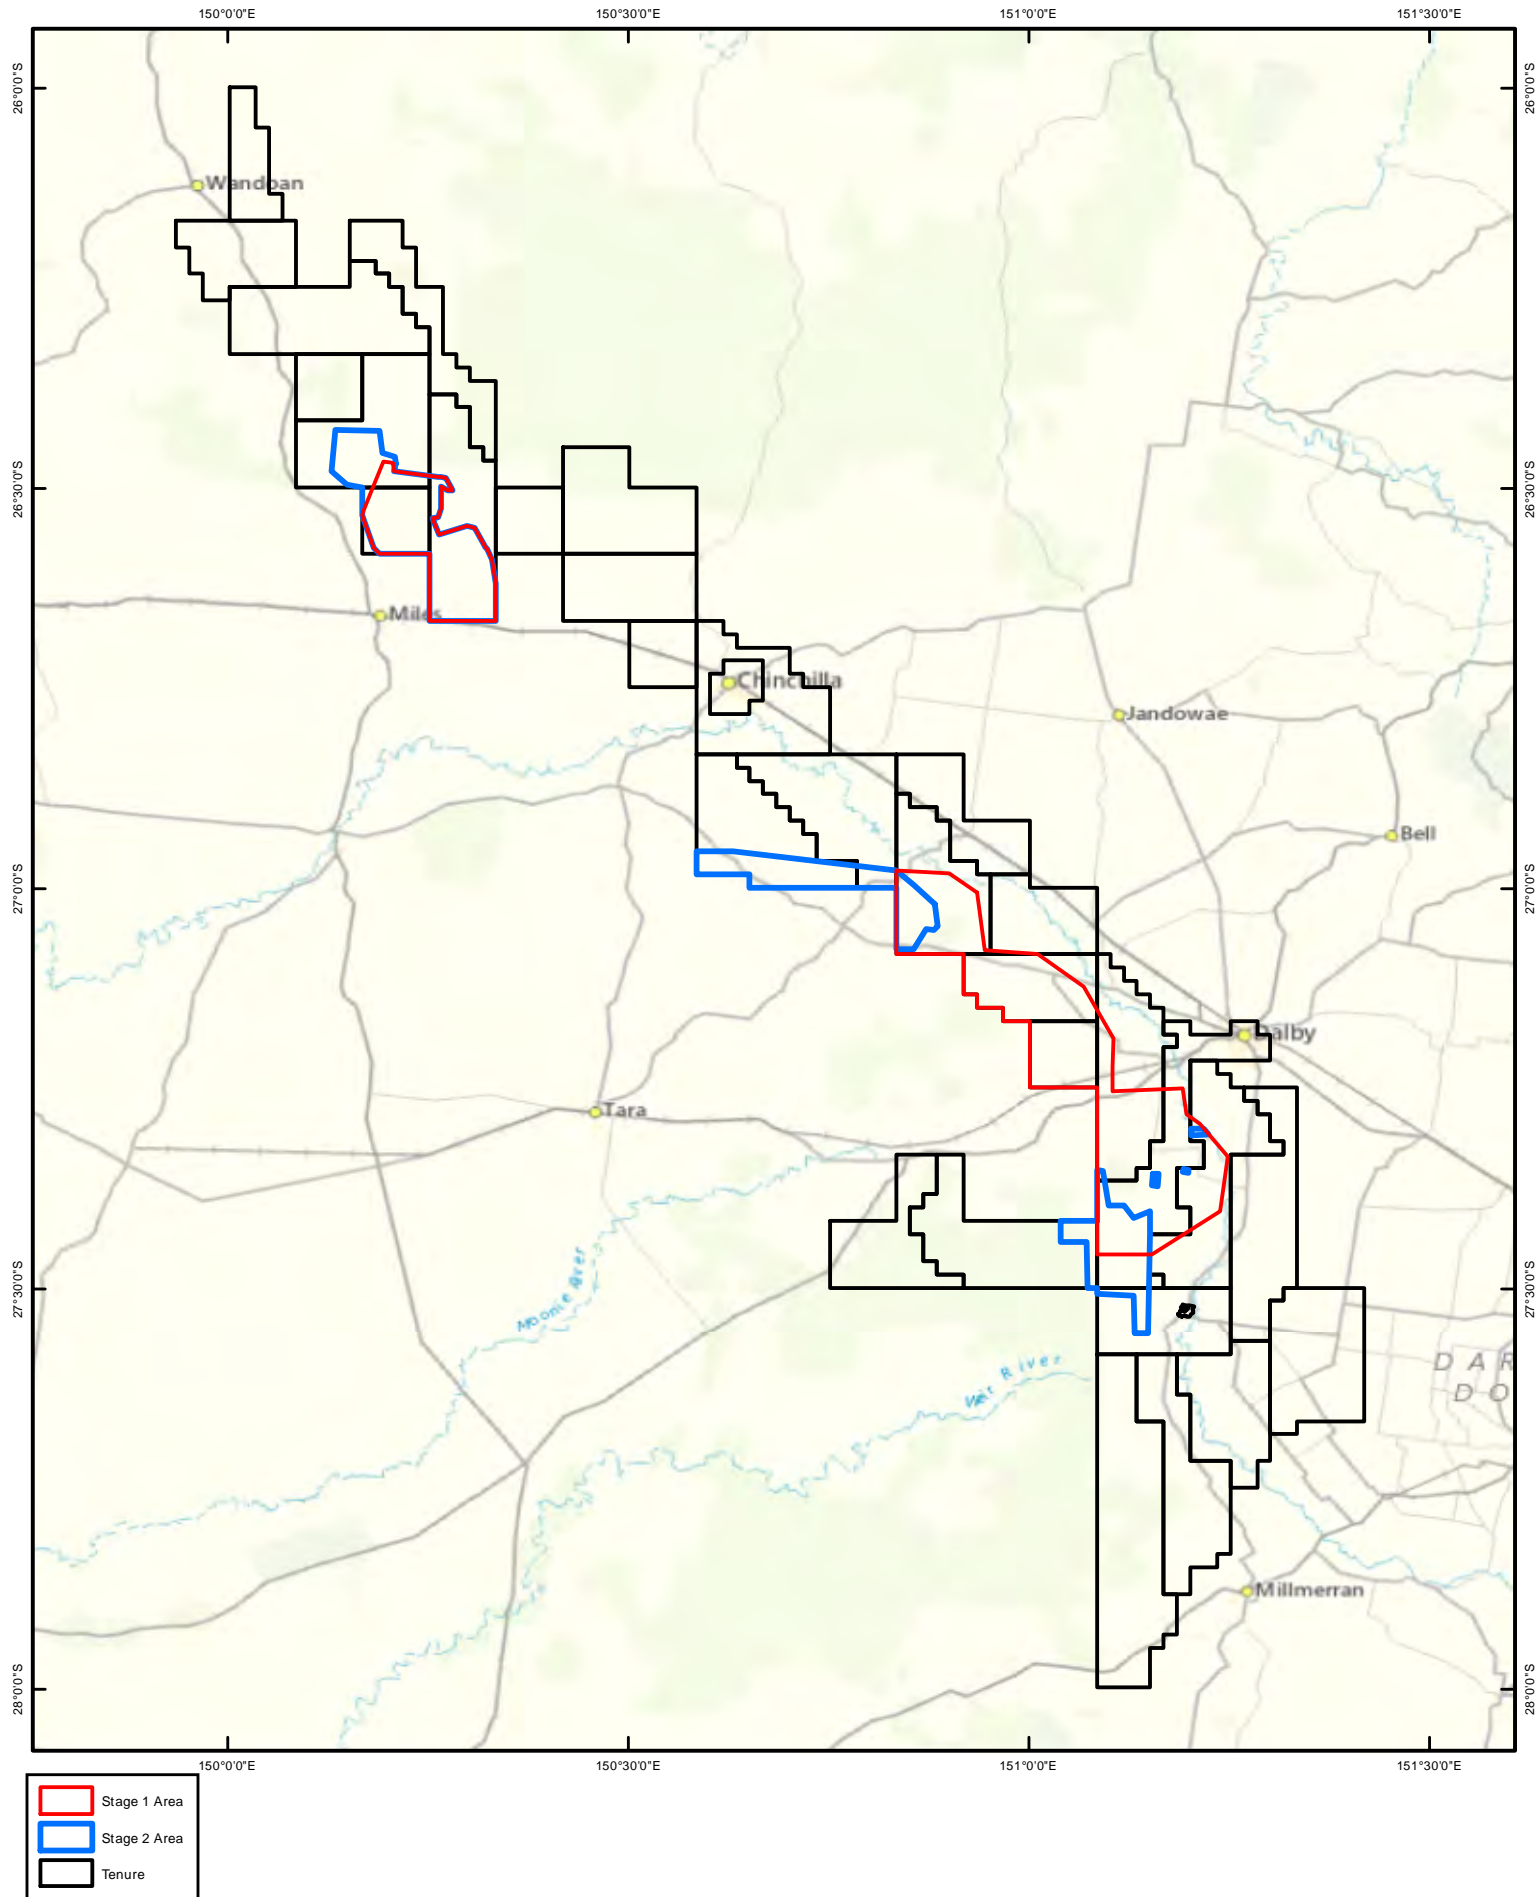 150°0'0"E 150°30'0"E 151°0'0"E 151°30'0"E
26°0'0"S 26°0'0"S
Wandoan
26°30'0"S 26°30'0"S
Miles
Chinchilla
Jandowae
Bell
27°0'0"S 27°0'0"S
Dalby
Tara
Moonie River
27°30'0"S 27°30'0"S
Weir River
DAR
DO
Millmerran
28°0'0"S 28°0'0"S
150°0'0"E 150°30'0"E 151°0'0"E 151°30'0"E
Stage 1 Area
Stage 2 Area
Tenure